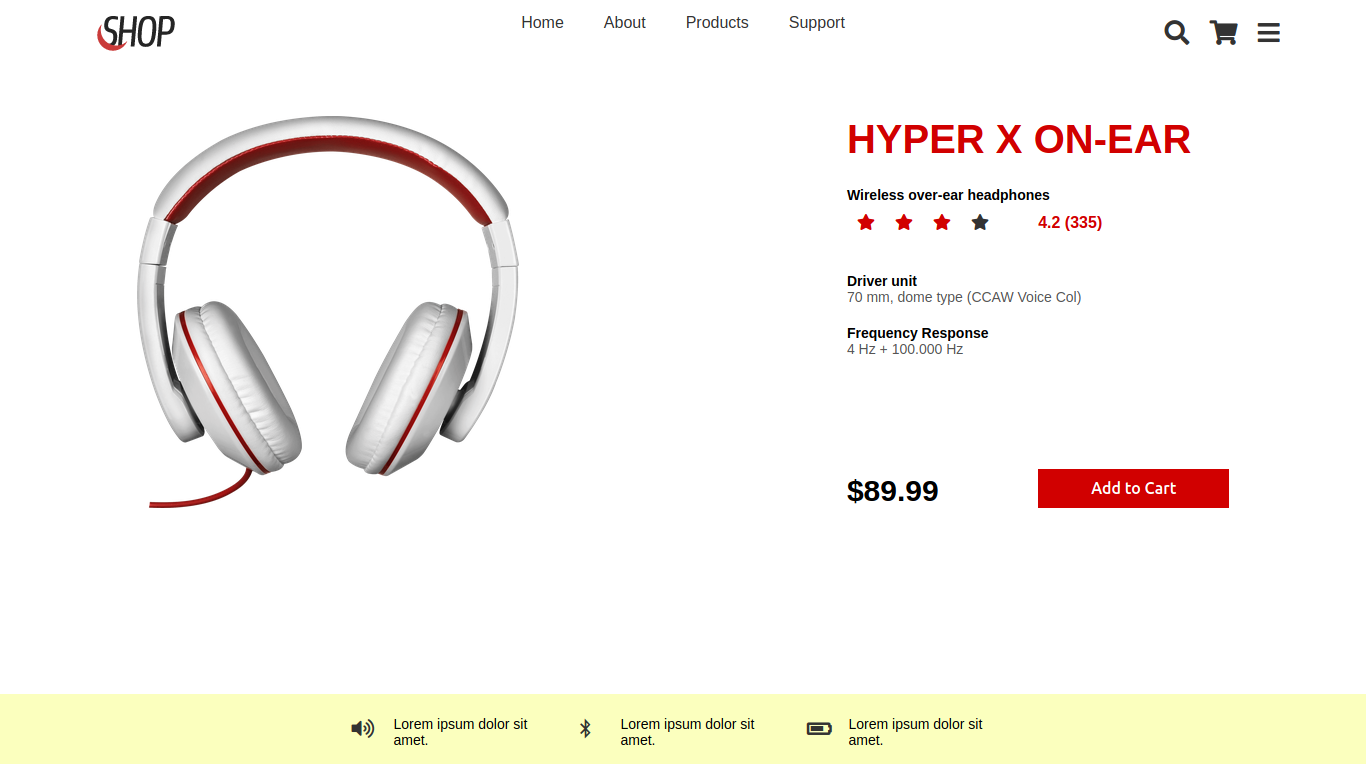 SHOP
Home About Products Support
HYPER X ON-EAR
Wireless over-ear headphones
4.2 (335)
Driver unit
70 mm, dome type (CCAW Voice Col)
Frequency Response
4 Hz + 100.000 Hz
$89.99
Add to Cart
Lorem ipsum dolor sit
amet.
Lorem ipsum dolor sit
amet.
Lorem ipsum dolor sit
amet.